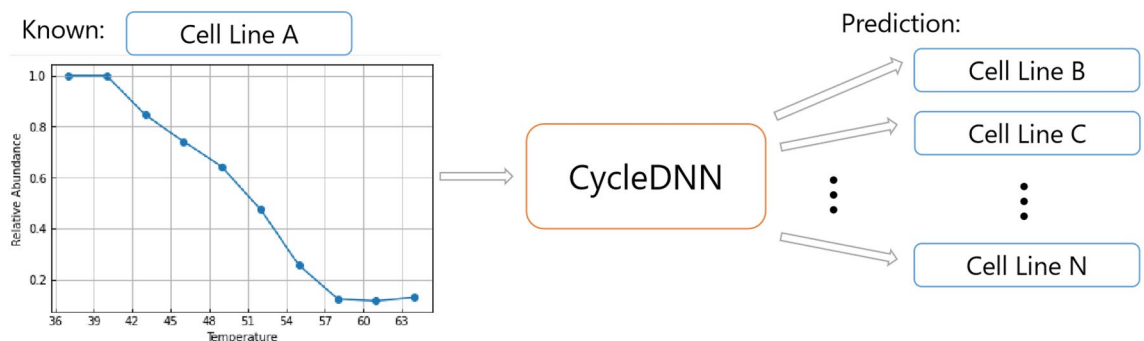 Known:
Cell Line A
Prediction:
1.0
0.8
0.6
0.4
0.2
Relative Abundance
36 39 42 45 48 51 54 57 60 63
Temperature
CycleDNN
Cell Line B
Cell Line C
Cell Line N